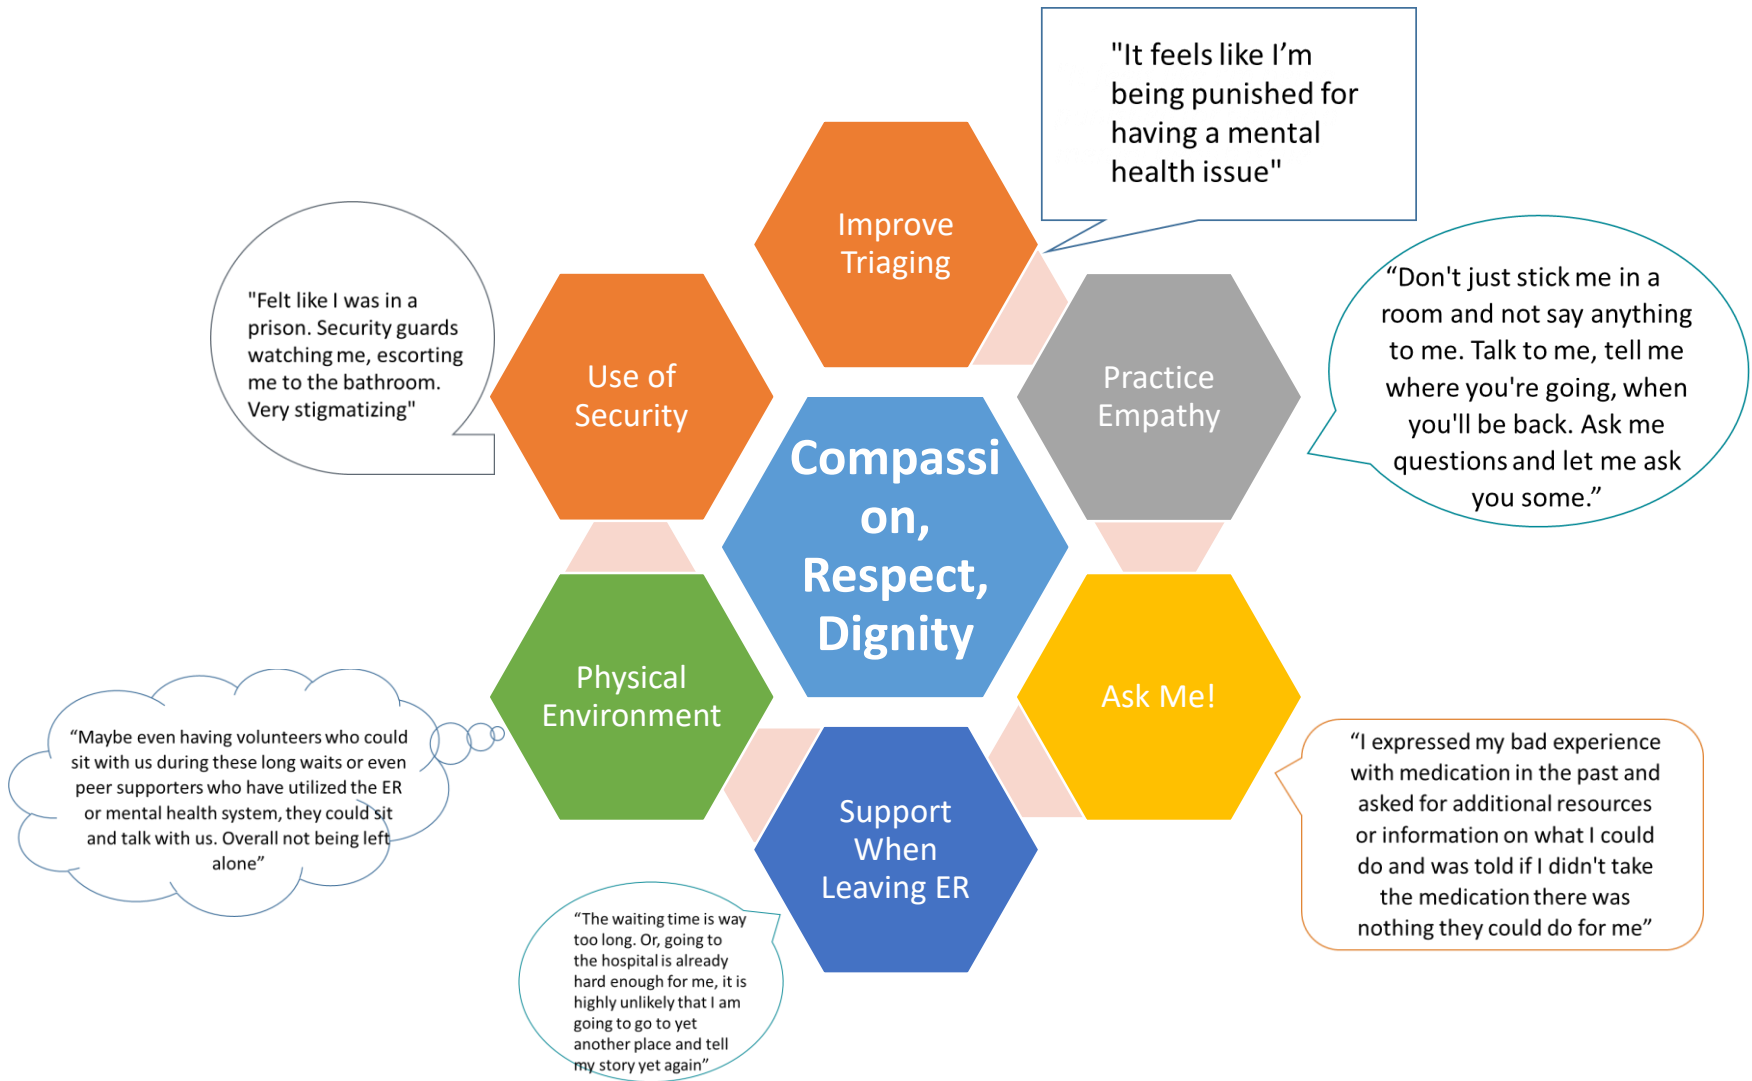 "It feels like I’m
being punished for
having a mental
health issue"
Improve
Triaging
"Felt like I was in a
prison. Security guards
watching me, escorting
me to the bathroom.
Very stigmatizing"
Use of
Security
Practice
Empathy
“Don't just stick me in a
room and not say anything
to me. Talk to me, tell me
where you're going, when
you'll be back. Ask me
questions and let me ask
you some.”
Compassi
on,
Respect,
Dignity
Physical
Environment
Ask Me!
“Maybe even having volunteers who could
sit with us during these long waits or even
peer supporters who have utilized the ER
or mental health system, they could sit
and talk with us. Overall not being left
alone”
“I expressed my bad experience
with medication in the past and
asked for additional resources
or information on what I could
do and was told if I didn't take
the medication there was
nothing they could do for me”
Support
When
Leaving ER
“The waiting time is way
too long. Or, going to
the hospital is already
hard enough for me, it is
highly unlikely that I am
going to go to yet
another place and tell
my story yet again”